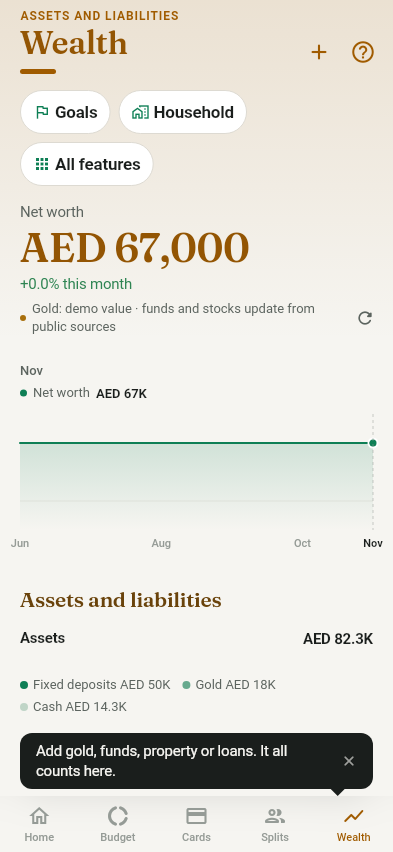 ASSETS AND LIABILITIES
Wealth
Goals
Household
All features
Net worth
AED 67,000
+0.0% this month
Gold: demo value · funds and stocks update from
public sources
Nov
Net worth AED 67K
Jun Aug Oct Nov
Assets and liabilities
Assets AED 82.3K
Fixed deposits AED 50K Gold AED 18K
Cash AED 14.3K
Add gold, funds, property or loans. It all
counts here.
Home Budget Cards Splits Wealth